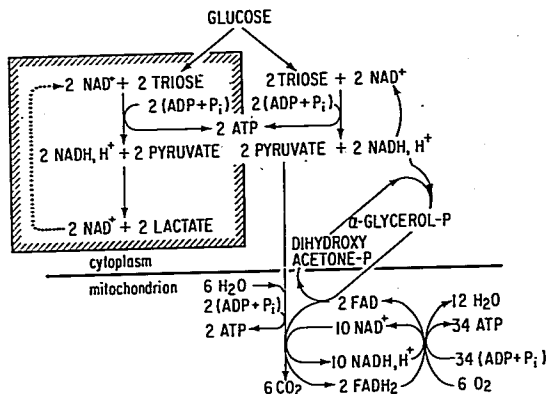 GLUCOSE
2 NAD⁺ + 2 TRIOSE
2 TRIOSE + 2 NAD⁺
2 (ADP+Pᵢ)
2 (ADP+Pᵢ)
2 ATP
2 NADH, H⁺ + 2 PYRUVATE
2 PYRUVATE + 2 NADH, H⁺
2 NAD⁺ + 2 LACTATE
α-GLYCEROL-P
DIHYDROXY
ACETONE-P
cytoplasm
mitochondrion
6 H₂O
2 (ADP+Pᵢ)
2 ATP
6 CO₂
2 FAD
10 NAD⁺
10 NADH, H⁺
2 FADH₂
12 H₂O
34 ATP
34 (ADP+Pᵢ)
6 O₂